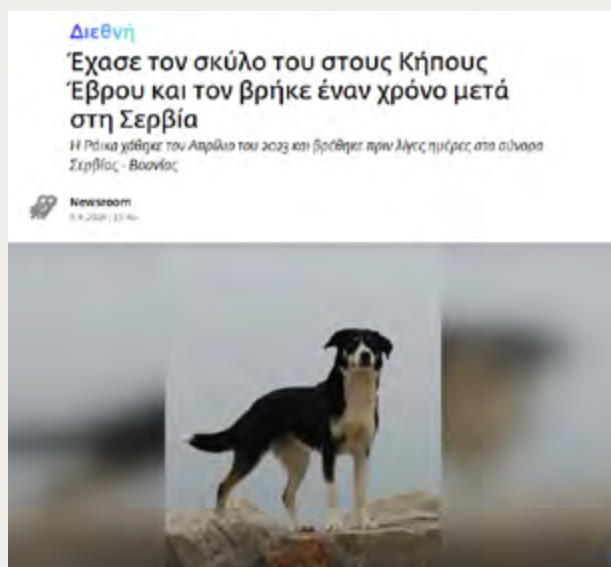 Διεθνή
Έχασε τον σκύλο του στους Κήπους
Έβρου και τον βρήκε έναν χρόνο μετά
στη Σερβία
Η Ράικα χάθηκε τον Απρίλιο του 2023 και βρέθηκε πριν λίγες ημέρες στα σύνορα
Σερβίας - Βοσνίας
Newsroom